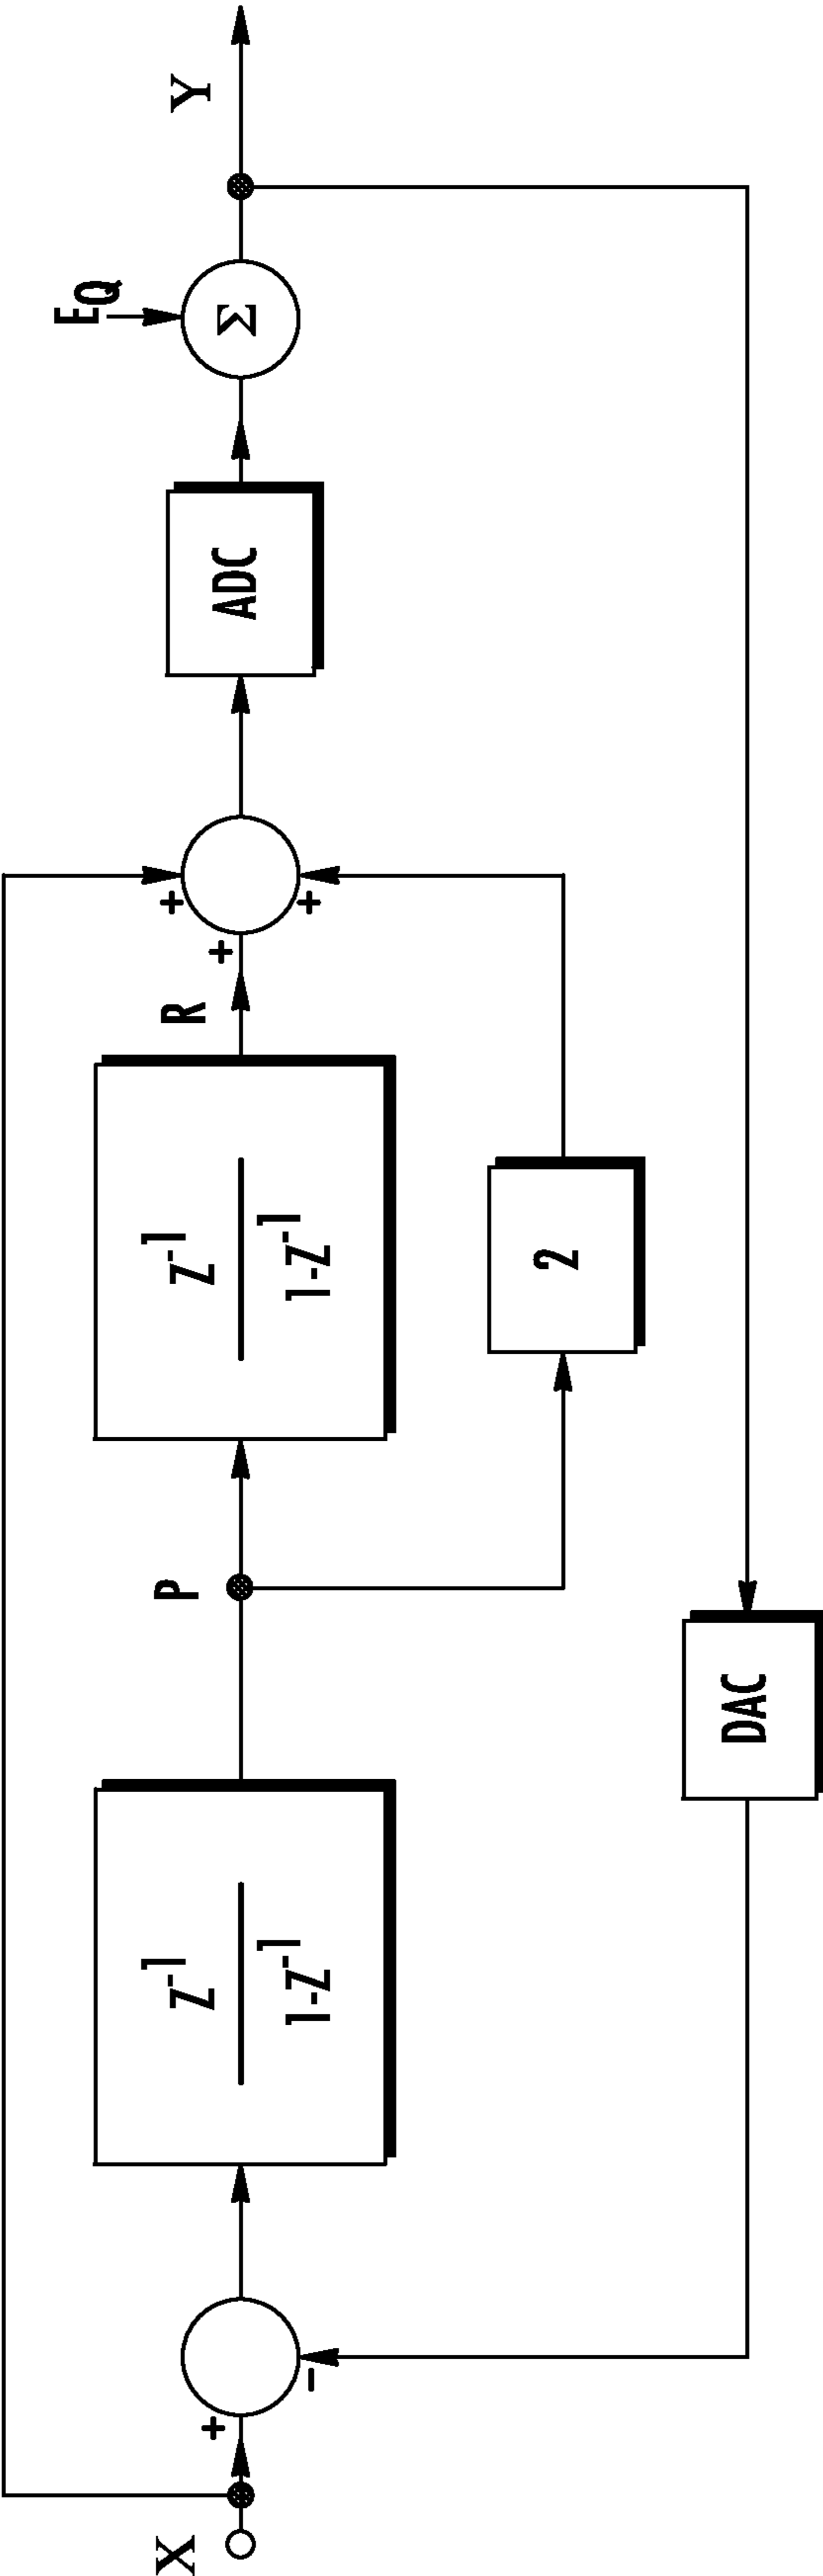 X
+
-
Z-1
1-Z-1
P
Z-1
1-Z-1
R
2
+
+
+
ADC
Σ
EQ
Y
DAC